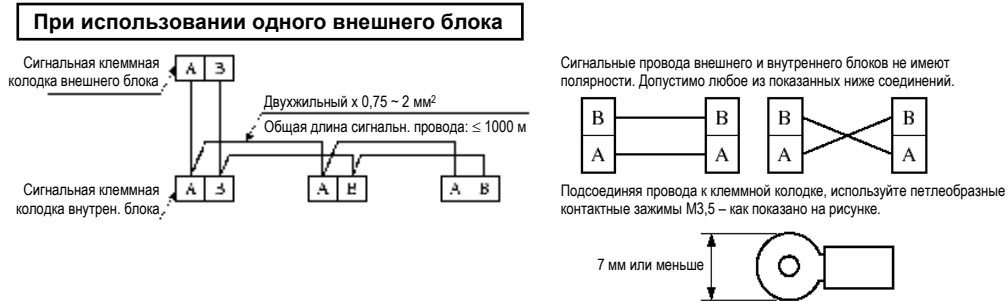 При использовании одного внешнего блока
Сигнальная клеммная
колодка внешнего блока
А З
Двухжильный x 0,75 ~ 2 мм²
Общая длина сигнальн. провода: ≤ 1000 м
Сигнальная клеммная
колодка внутрен. блока
А З
А В
А В
Сигнальные провода внешнего и внутреннего блоков не имеют
полярности. Допустимо любое из показанных ниже соединений.
B B B B
A A A A
Подсоединяя провода к клеммной колодке, используйте петлеобразные
контактные зажимы М3,5 – как показано на рисунке.
7 мм или меньше